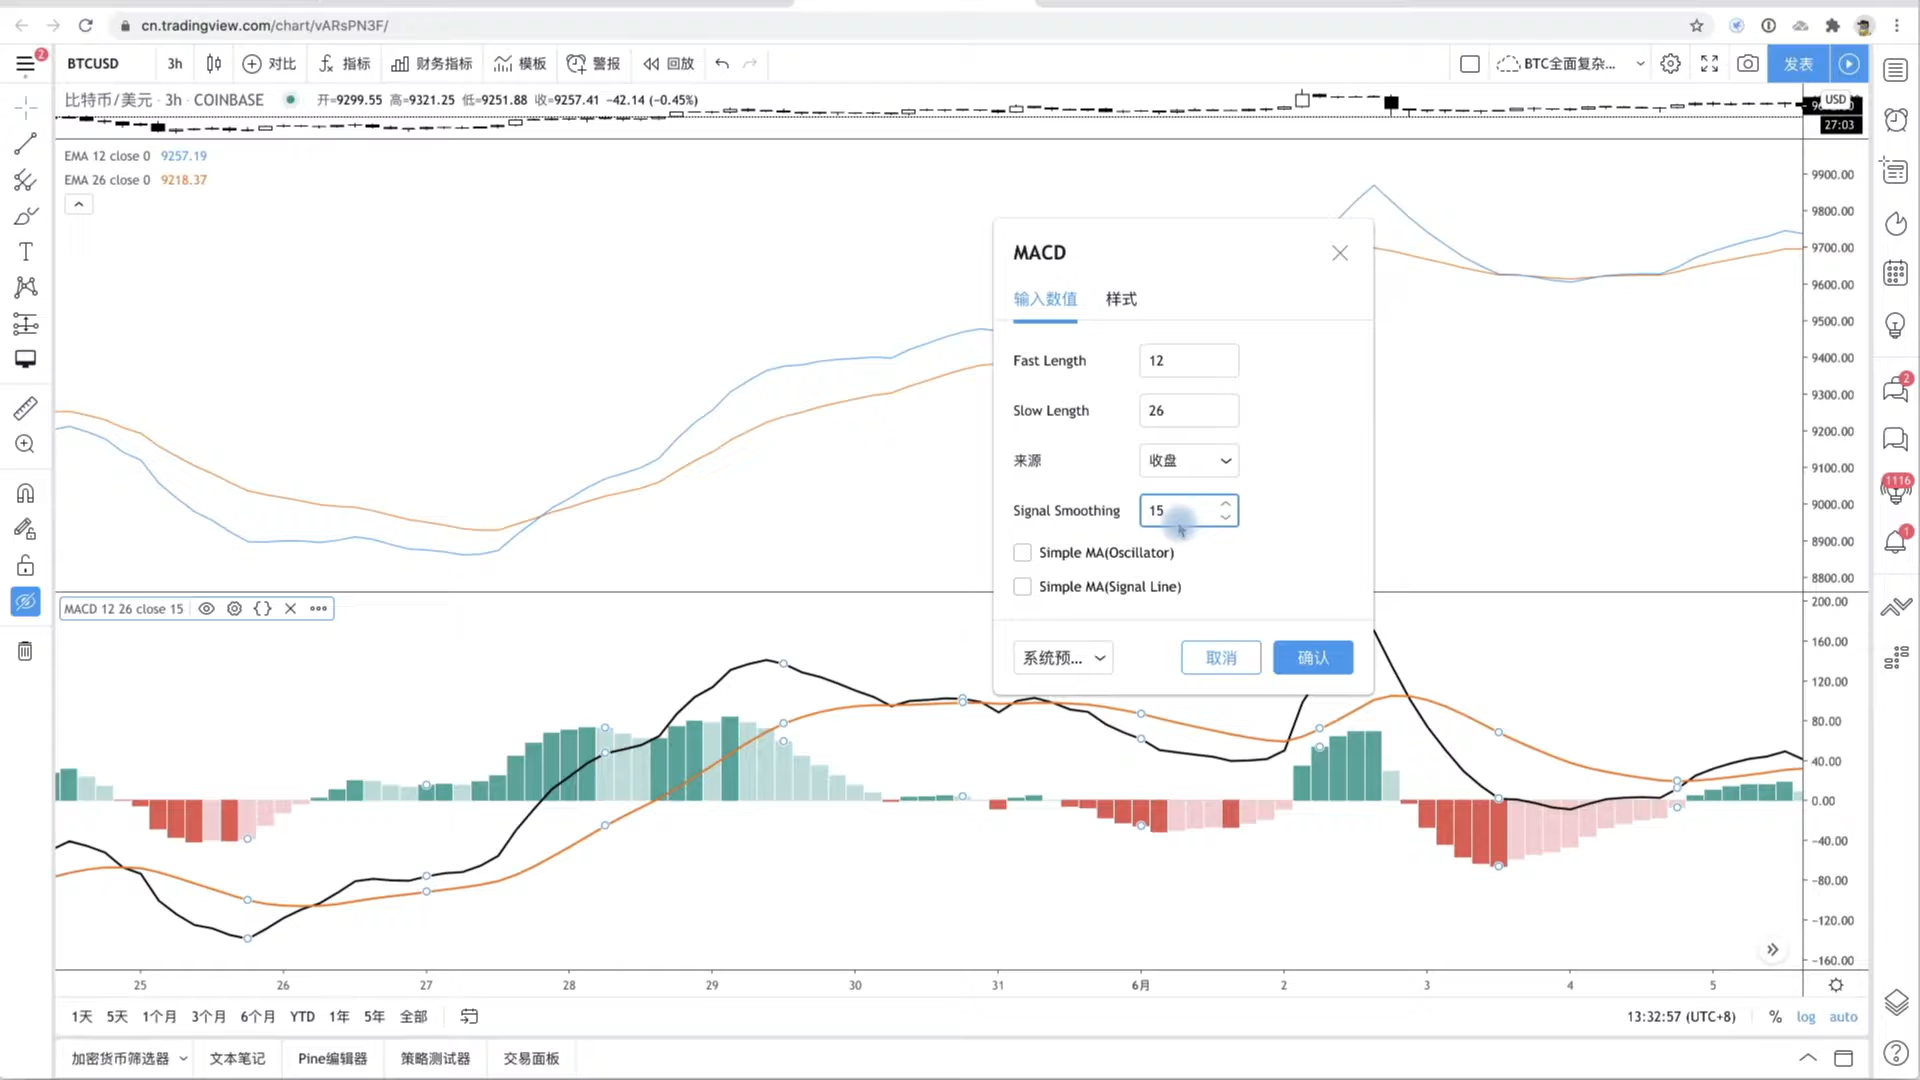 cn.tradingview.com/chart/vARsPN3F/
2
BTCUSD 3h 对比 指标 财务指标 模板 警报 回放 BTC全面复杂... 发表
比特币/美元 · 3h · COINBASE 开=9299.55 高=9321.25 低=9251.88 收=9257.41 −42.14 (−0.45%)
USD
27:03
EMA 12 close 0 9257.19
EMA 26 close 0 9218.37
9900.00
9800.00
9700.00
9600.00
9500.00
9400.00
9300.00
9200.00
9100.00
9000.00
8900.00
8800.00
MACD
输入数值 样式
Fast Length 12
Slow Length 26
来源 收盘
Signal Smoothing 15
Simple MA(Oscillator)
Simple MA(Signal Line)
系统预... 取消 确认
MACD 12 26 close 15
200.00
160.00
120.00
80.00
40.00
0.00
−40.00
−80.00
−120.00
−160.00
2
1116
1
25 26 27 28 29 30 31 6月 2 3 4 5
1天 5天 1个月 3个月 6个月 YTD 1年 5年 全部 13:32:57 (UTC+8) % log auto
加密货币筛选器 文本笔记 Pine编辑器 策略测试器 交易面板